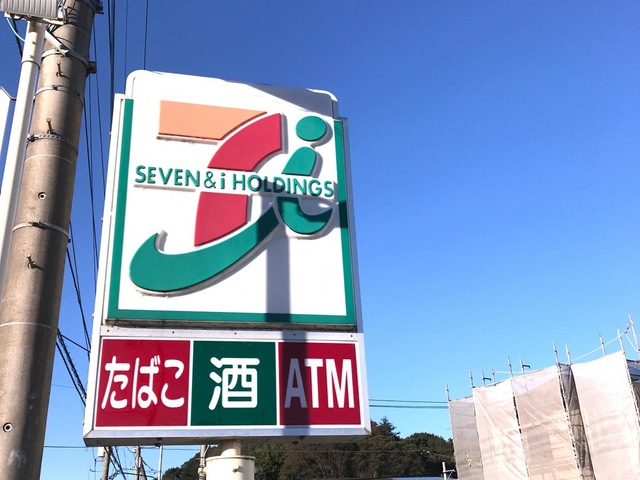 SEVEN&i HOLDINGS
たばこ 酒 ATM